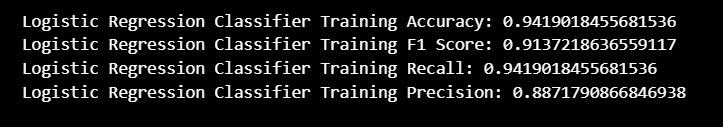 Logistic Regression Classifier Training Accuracy: 0.9419018455681536
Logistic Regression Classifier Training F1 Score: 0.9137218636559117
Logistic Regression Classifier Training Recall: 0.9419018455681536
Logistic Regression Classifier Training Precision: 0.8871790866846938